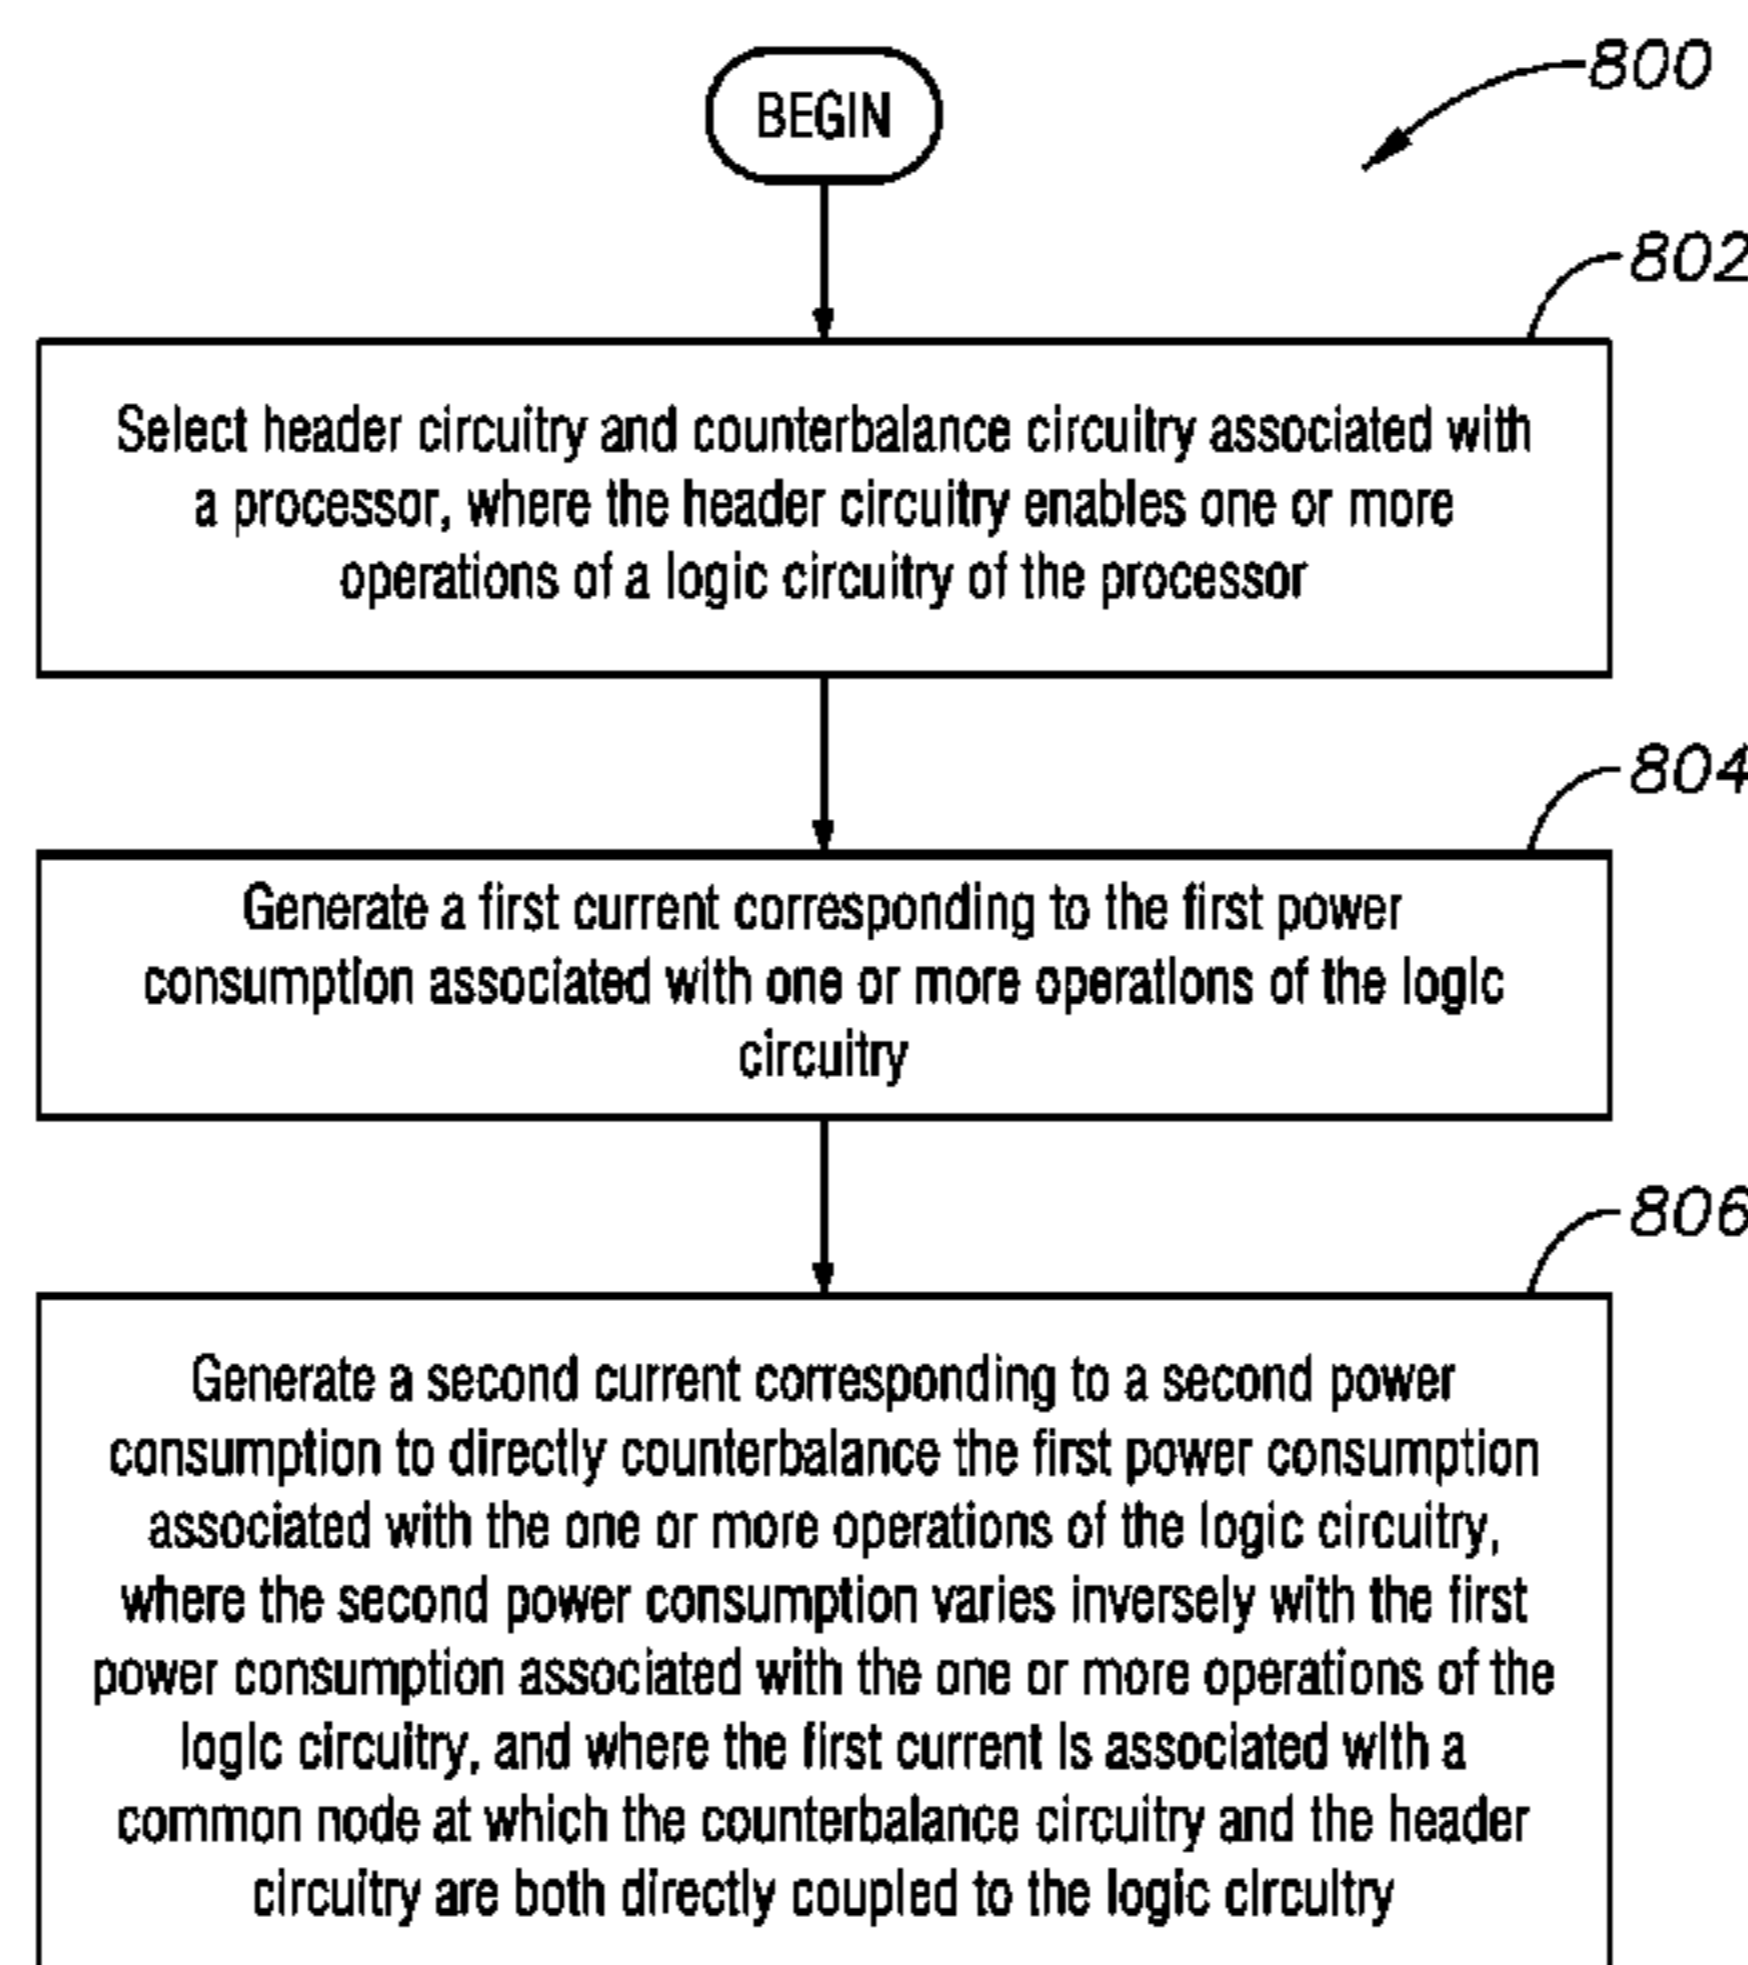 BEGIN
800
802
Select header circuitry and counterbalance circuitry associated with
a processor, where the header circuitry enables one or more
operations of a logic circuitry of the processor
804
Generate a first current corresponding to the first power
consumption associated with one or more operations of the logic
circuitry
806
Generate a second current corresponding to a second power
consumption to directly counterbalance the first power consumption
associated with the one or more operations of the logic circuitry,
where the second power consumption varies inversely with the first
power consumption associated with the one or more operations of the
logic circuitry, and where the first current is associated with a
common node at which the counterbalance circuitry and the header
circuitry are both directly coupled to the logic circuitry